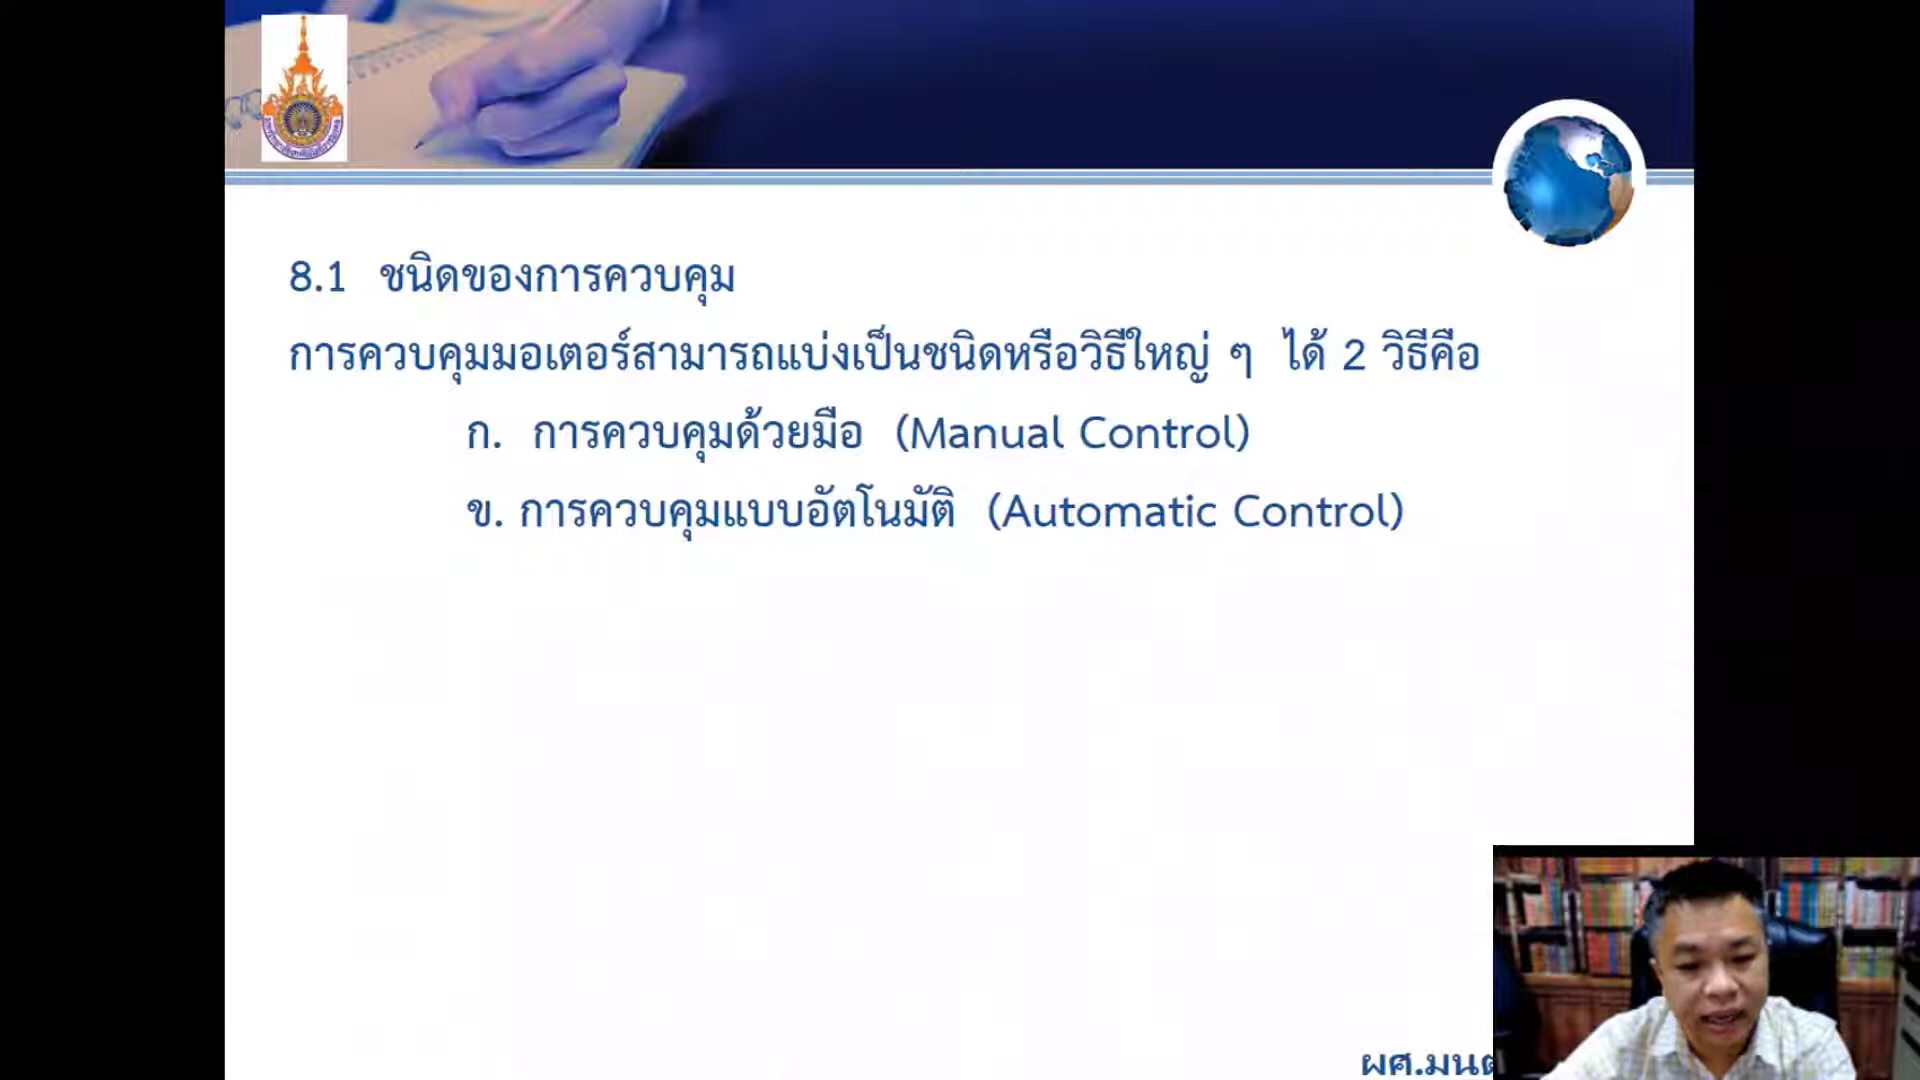 8.1 ชนิดของการควบคุม
การควบคุมมอเตอร์สามารถแบ่งเป็นชนิดหรือวิธีใหญ่ ๆ ได้ 2 วิธีคือ
ก. การควบคุมด้วยมือ (Manual Control)
ข. การควบคุมแบบอัตโนมัติ (Automatic Control)
ผศ.มนต